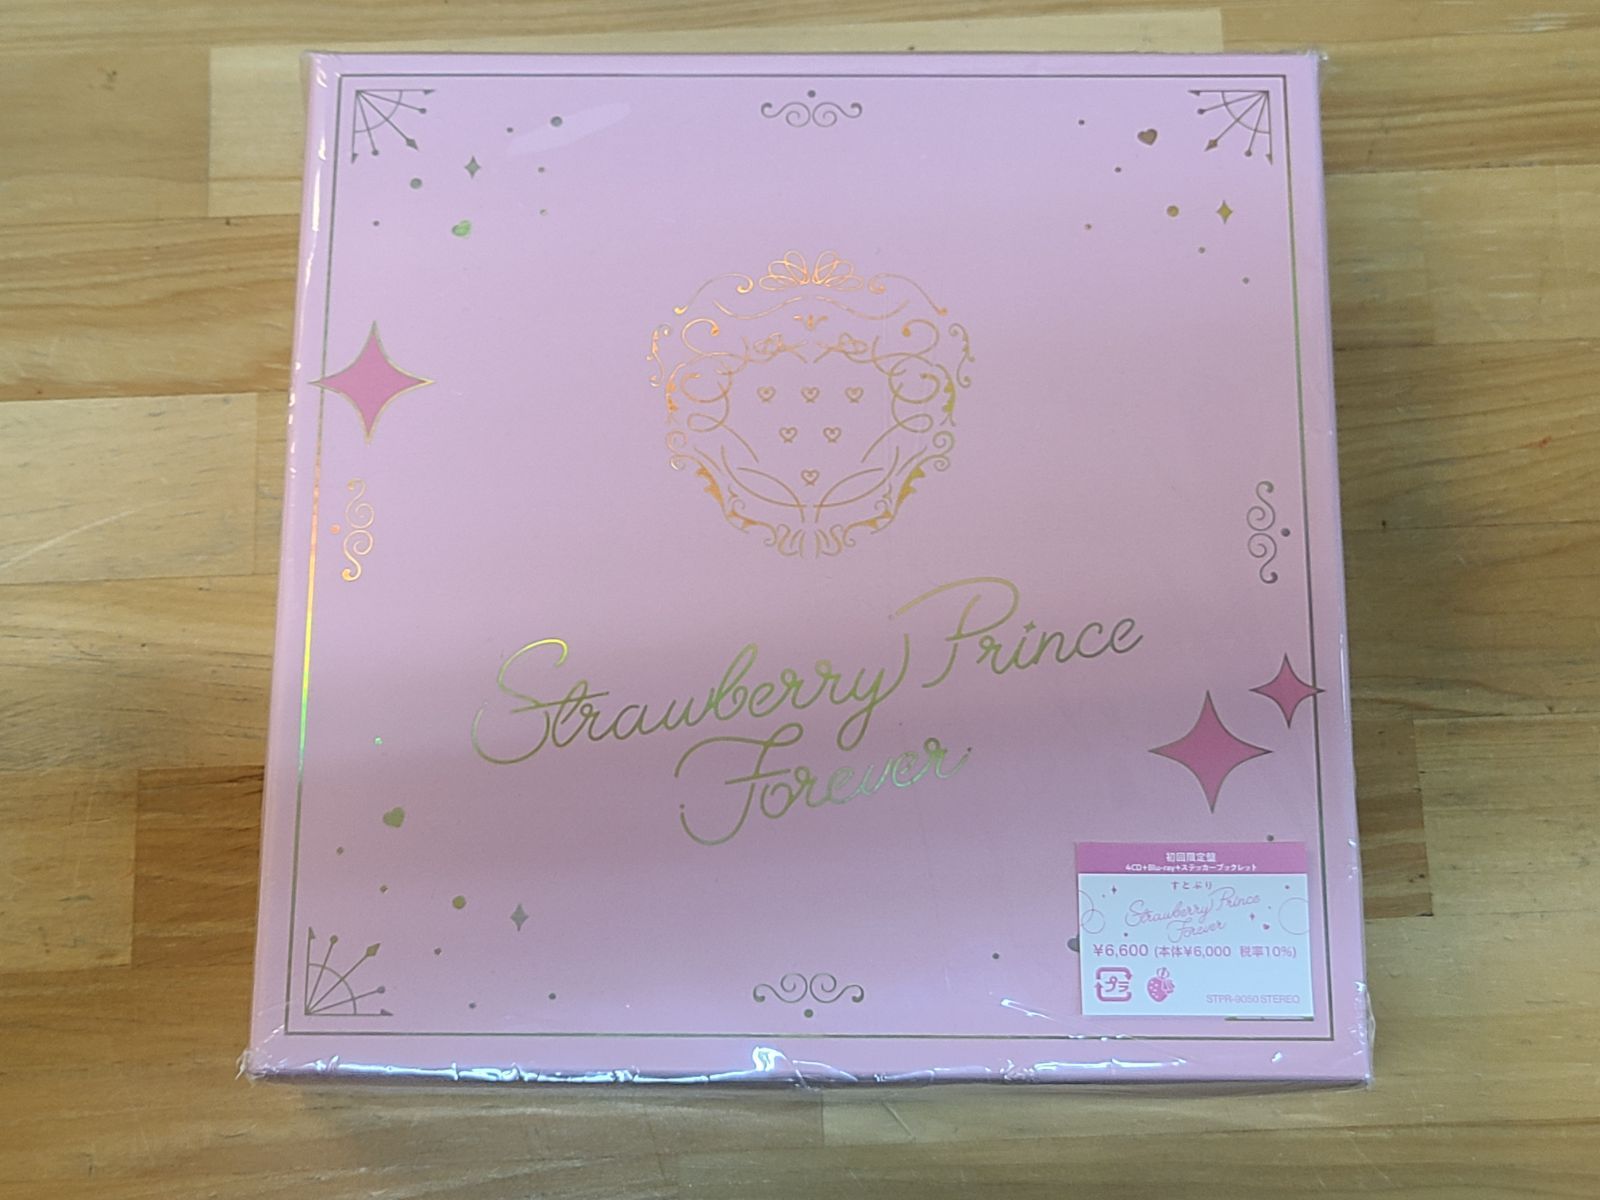 Strawberry Prince
Forever
初回限定盤
4CD+Blu-ray+ステッカーブックレット
すとぷり
Strawberry Prince
Forever
¥6,600 (本体¥6,000 税率10%)
プラ
STPR-9050 STEREO